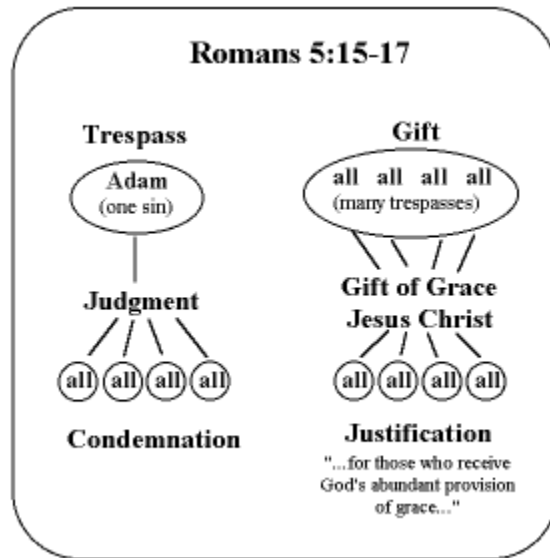 Romans 5:15-17
Trespass
Adam
(one sin)
Judgment
all all all all
Condemnation
Gift
all all all all
(many trespasses)
Gift of Grace
Jesus Christ
all all all all
Justification
"...for those who receive
God's abundant provision
of grace..."